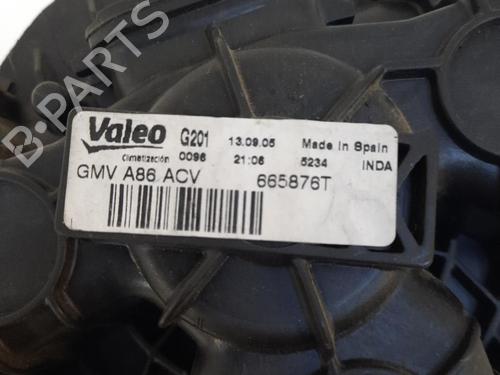 B-PARTS
Valeo G201 13.09.05 Made in Spain
Climatización 0096 21:06 5234 INDA
GMV A86 ACV 665876T